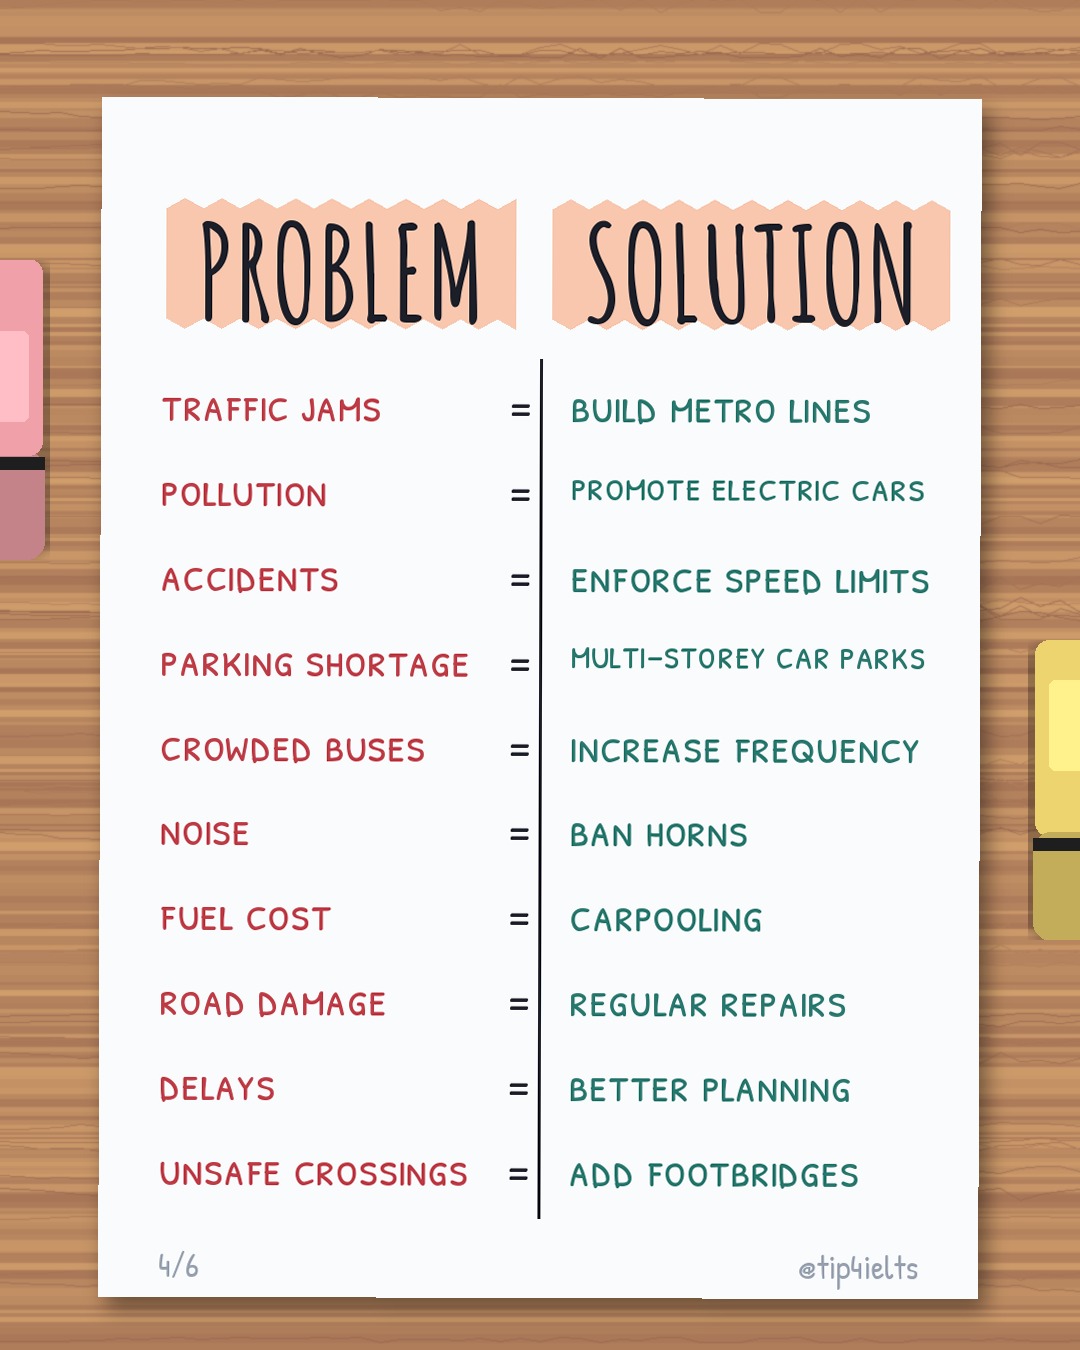 PROBLEM SOLUTION
TRAFFIC JAMS = BUILD METRO LINES
POLLUTION = PROMOTE ELECTRIC CARS
ACCIDENTS = ENFORCE SPEED LIMITS
PARKING SHORTAGE = MULTI-STOREY CAR PARKS
CROWDED BUSES = INCREASE FREQUENCY
NOISE = BAN HORNS
FUEL COST = CARPOOLING
ROAD DAMAGE = REGULAR REPAIRS
DELAYS = BETTER PLANNING
UNSAFE CROSSINGS = ADD FOOTBRIDGES
4/6 @tip4ielts